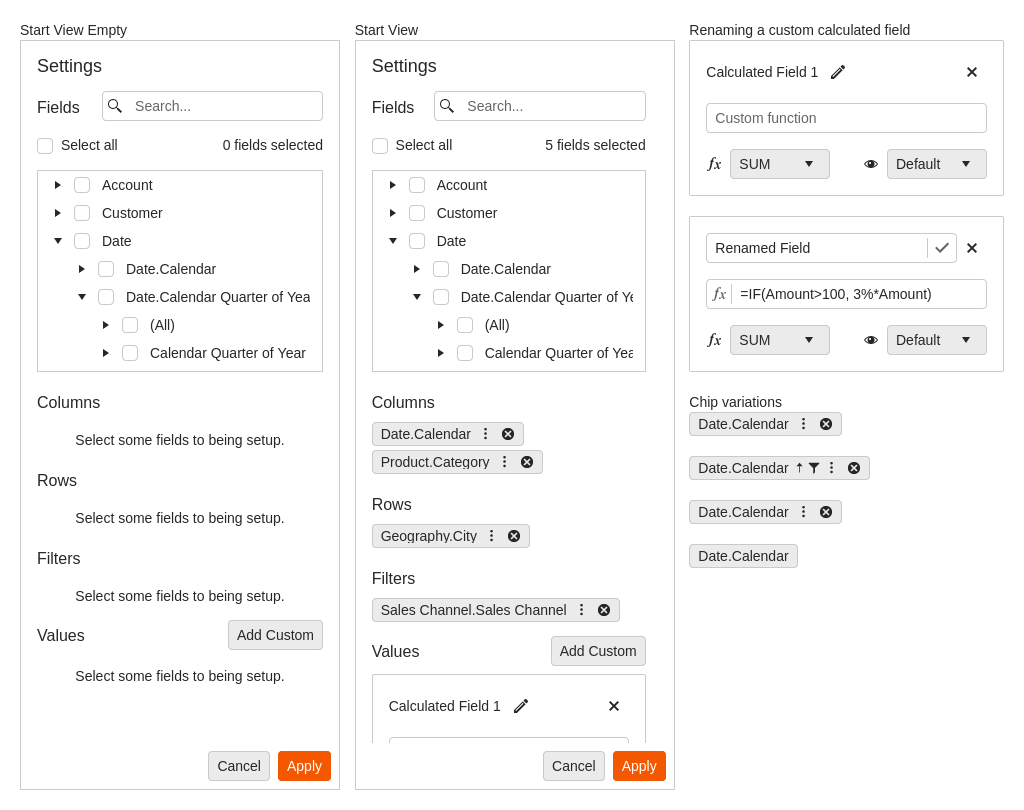 Start View Empty
Settings
Fields
Search...
Select all
0 fields selected
Account
Customer
Date
Date.Calendar
Date.Calendar Quarter of Yea
(All)
Calendar Quarter of Year
Columns
Select some fields to being setup.
Rows
Select some fields to being setup.
Filters
Select some fields to being setup.
Values
Add Custom
Select some fields to being setup.
Cancel
Apply
Start View
Settings
Fields
Search...
Select all
5 fields selected
Account
Customer
Date
Date.Calendar
Date.Calendar Quarter of Ye
(All)
Calendar Quarter of Yea
Columns
Date.Calendar
Product.Category
Rows
Geography.City
Filters
Sales Channel.Sales Channel
Values
Add Custom
Calculated Field 1
Cancel
Apply
Renaming a custom calculated field
Calculated Field 1
Custom function
fx SUM
Default
Renamed Field
fx =IF(Amount>100, 3%*Amount)
fx SUM
Default
Chip variations
Date.Calendar
Date.Calendar
Date.Calendar
Date.Calendar